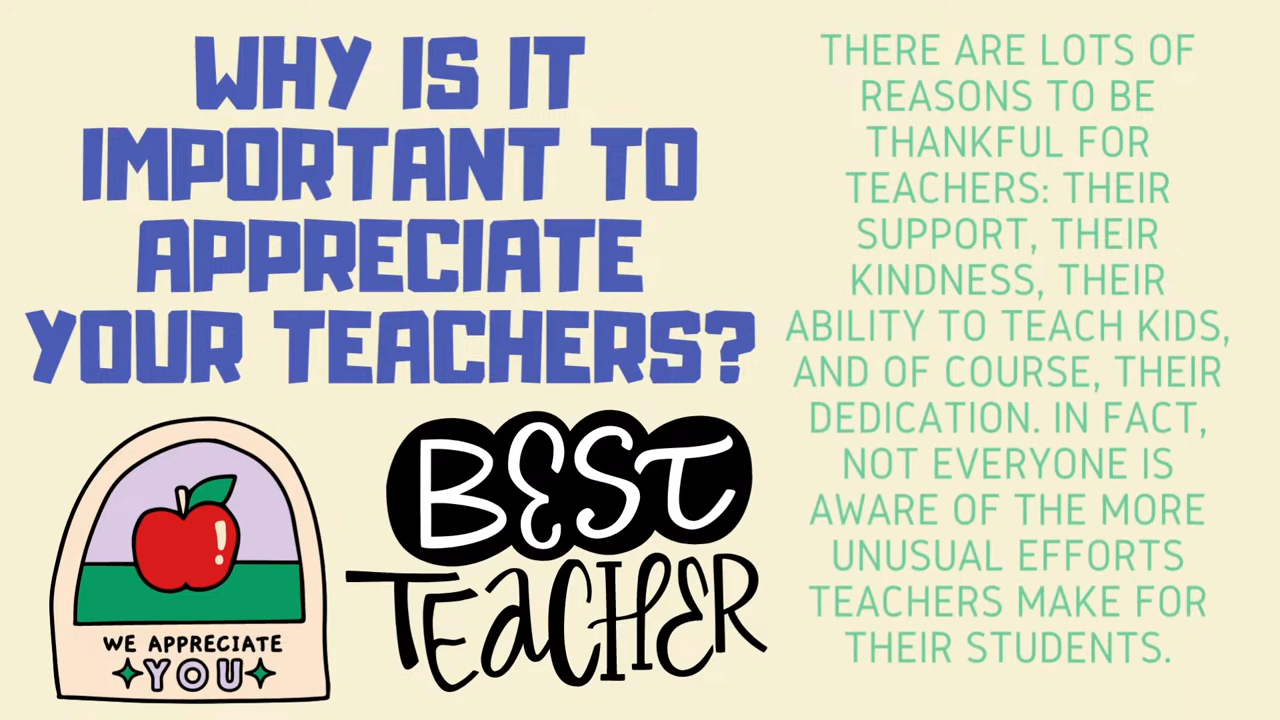 WHY IS IT
IMPORTANT TO
APPRECIATE
YOUR TEACHERS?
THERE ARE LOTS OF
REASONS TO BE
THANKFUL FOR
TEACHERS: THEIR
SUPPORT, THEIR
KINDNESS, THEIR
ABILITY TO TEACH KIDS,
AND OF COURSE, THEIR
DEDICATION. IN FACT,
NOT EVERYONE IS
AWARE OF THE MORE
UNUSUAL EFFORTS
TEACHERS MAKE FOR
THEIR STUDENTS.
WE APPRECIATE
YOU
BEST
TEACHER